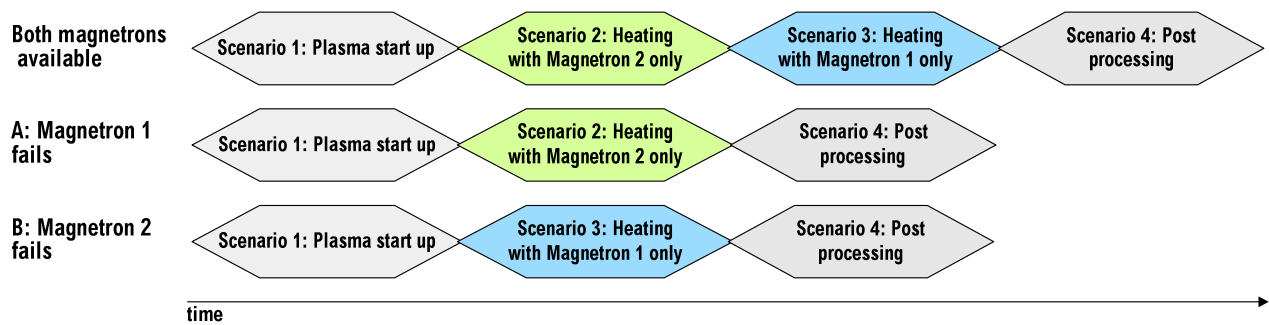 Both magnetrons
available
Scenario 1: Plasma start up
Scenario 2: Heating
with Magnetron 2 only
Scenario 3: Heating
with Magnetron 1 only
Scenario 4: Post
processing
A: Magnetron 1
fails
Scenario 1: Plasma start up
Scenario 2: Heating
with Magnetron 2 only
Scenario 4: Post
processing
B: Magnetron 2
fails
Scenario 1: Plasma start up
Scenario 3: Heating
with Magnetron 1 only
Scenario 4: Post
processing
time